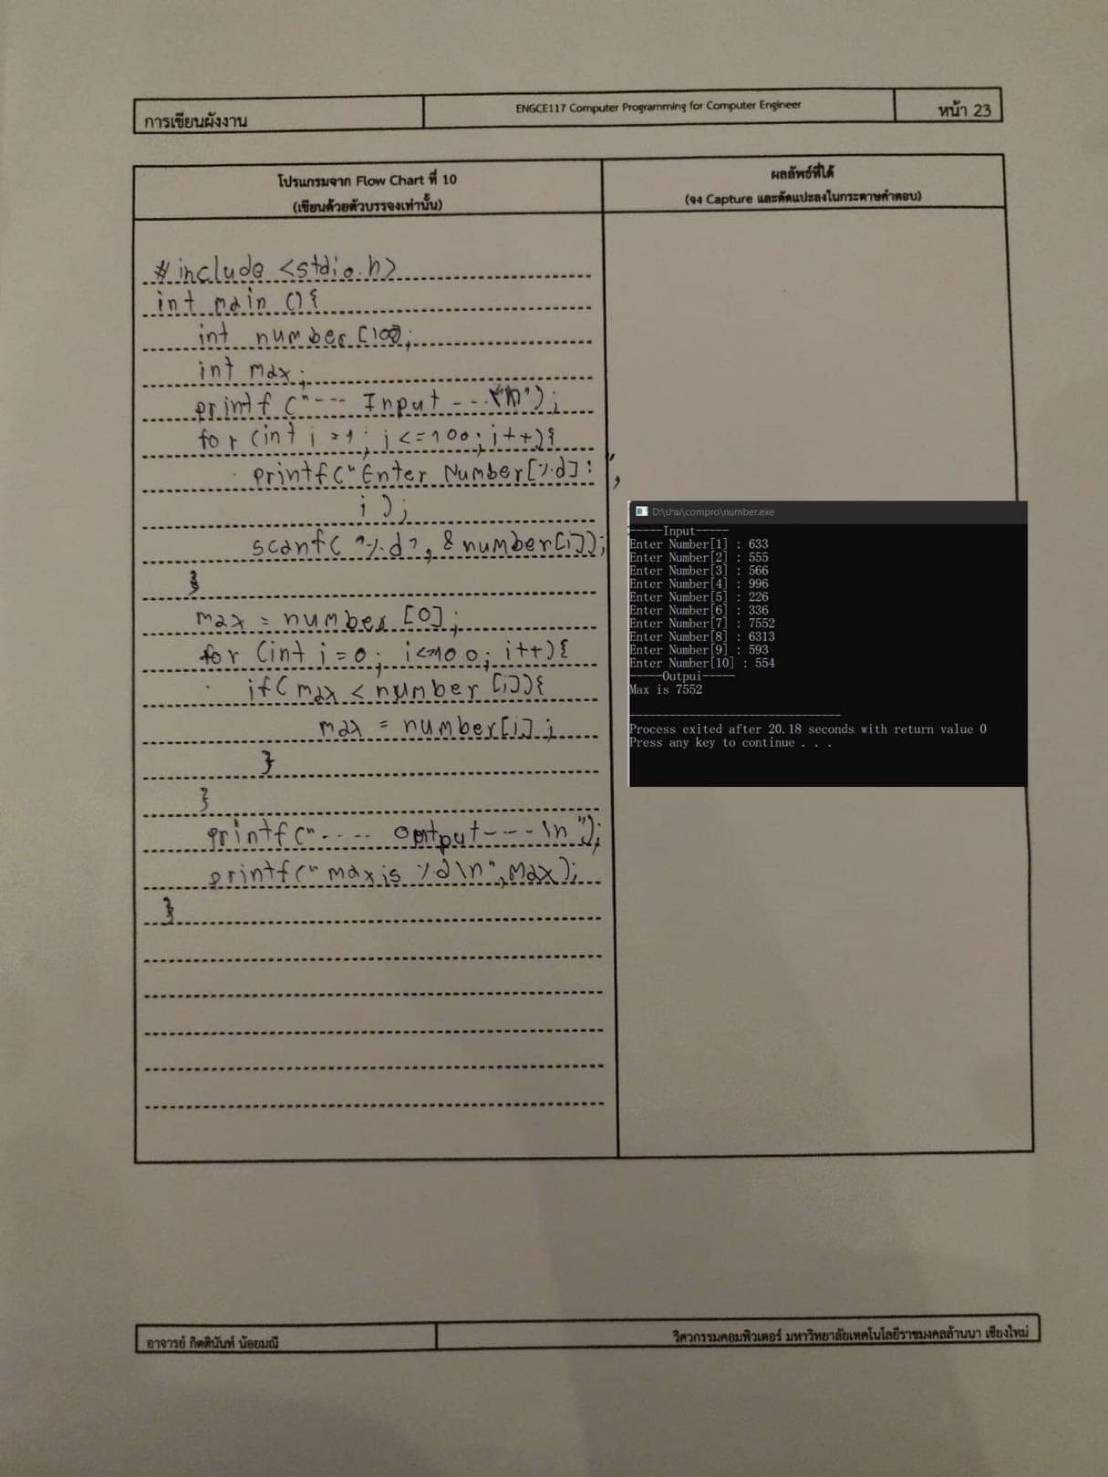 การเขียนผังงาน
ENGCE117 Computer Programming for Computer Engineer
หน้า 23
โปรแกรมจาก Flow Chart ที่ 10
(เขียนด้วยตัวบรรจงเท่านั้น)
ผลลัพธ์ที่ได้
(จง Capture และตัดแปะลงในกระดาษคำตอบ)
#include <stdio.h>
int main (){
int number [100];
int max;
printf ("--- Input ---\n");
for (int i = 1; i <= 100; i++){
printf("Enter Number[%d]: ",
i );
scanf( "%d", &number[i]);
}
max = number [0];
for (int i = 0; i<=100; i++){
if( max < number [i]){
max = number[i];
}
}
printf("---- output---\n");
printf("max is %d\n", max);
}
D:\thai\compro\number.exe
-----Input-----
Enter Number[1] : 633
Enter Number[2] : 555
Enter Number[3] : 566
Enter Number[4] : 996
Enter Number[5] : 226
Enter Number[6] : 336
Enter Number[7] : 7552
Enter Number[8] : 6313
Enter Number[9] : 593
Enter Number[10] : 554
-----Outpui-----
Max is 7552
--------------------------------
Process exited after 20.18 seconds with return value 0
Press any key to continue . . .
อาจารย์ กิตตินันท์ น้อยมณี
วิศวกรรมคอมพิวเตอร์ มหาวิทยาลัยเทคโนโลยีราชมงคลล้านนา เชียงใหม่